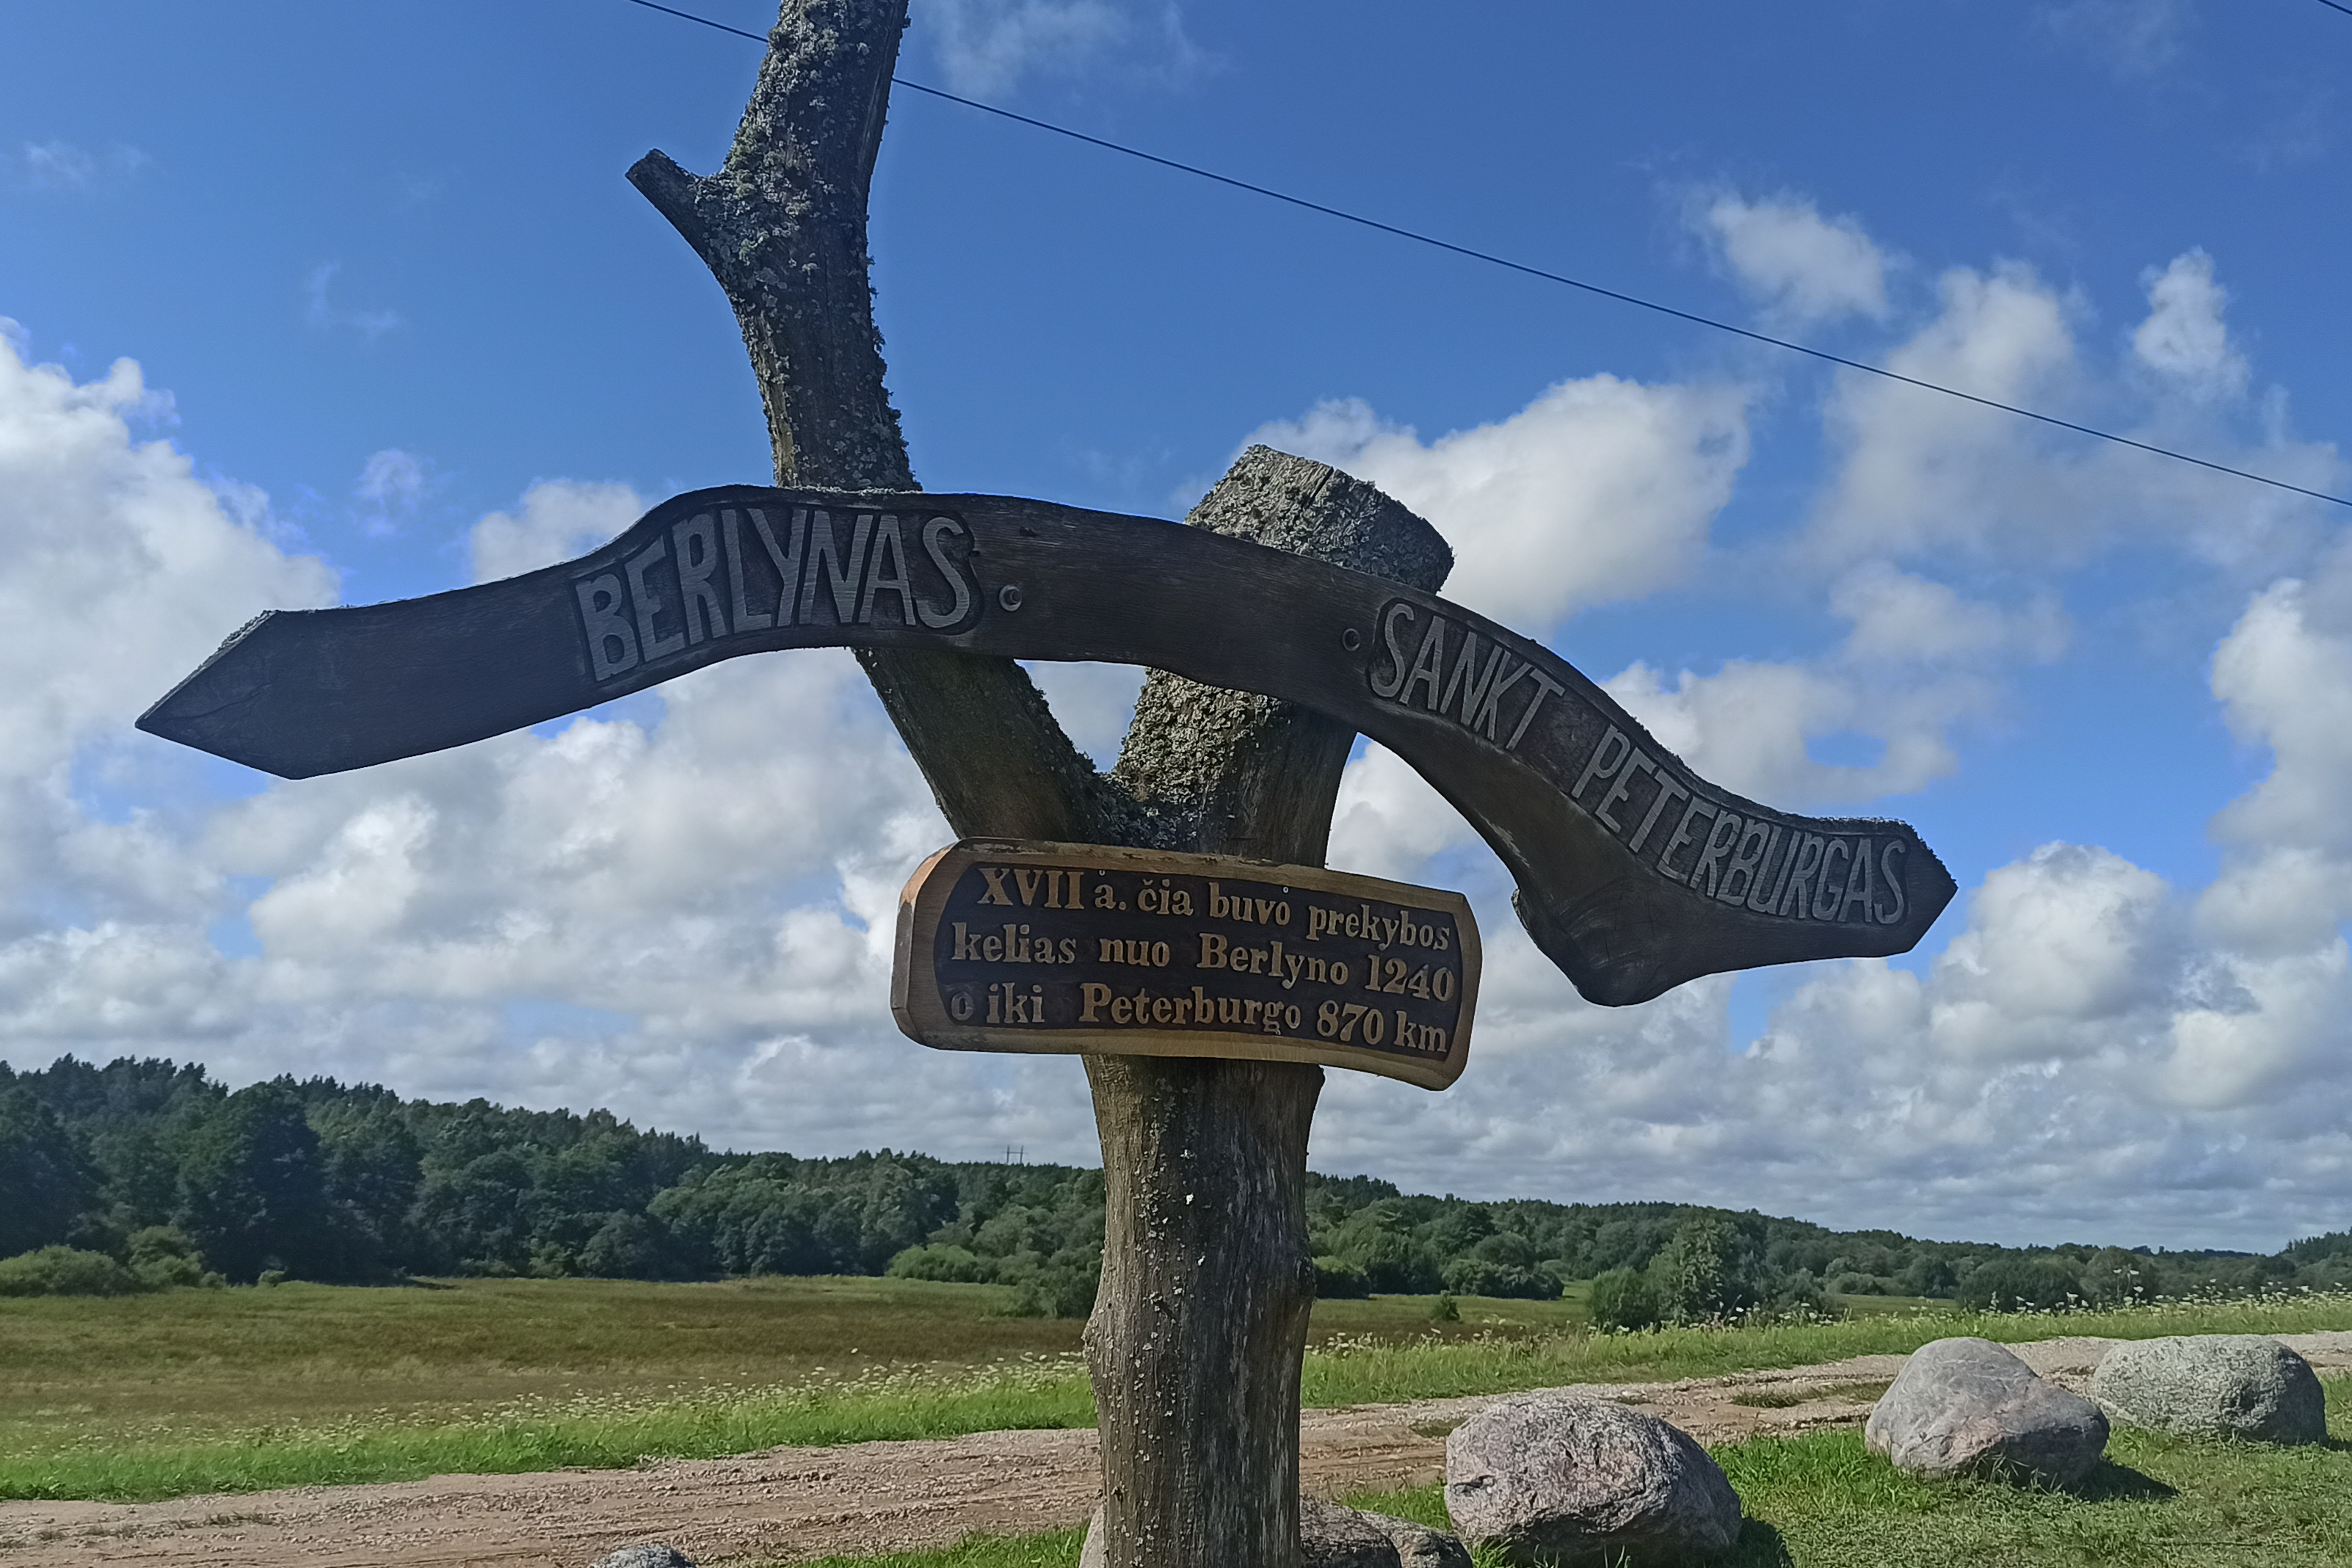 BERLYNAS
SANKT PETERBURGAS
XVII a. čia buvo prekybos
kelias nuo Berlyno 1240
o iki Peterburgo 870 km